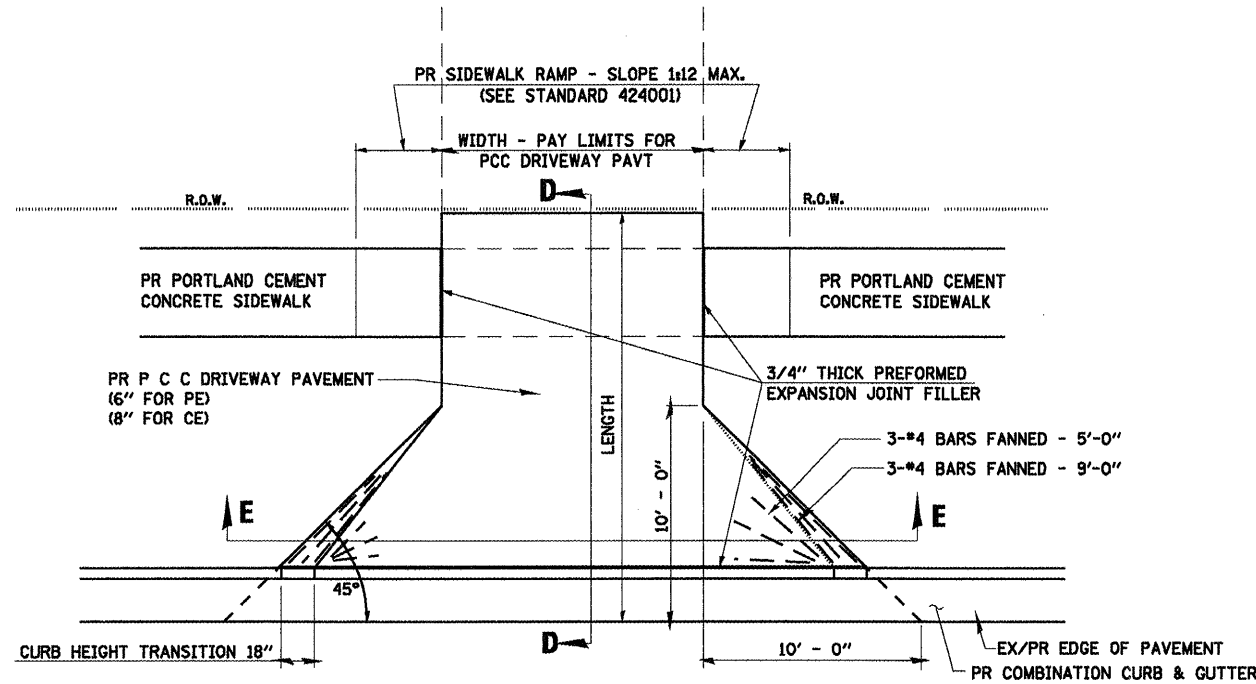 PR SIDEWALK RAMP - SLOPE 1:12 MAX.
(SEE STANDARD 424001)
WIDTH - PAY LIMITS FOR
PCC DRIVEWAY PAVT
D
R.O.W.
R.O.W.
PR PORTLAND CEMENT
CONCRETE SIDEWALK
PR PORTLAND CEMENT
CONCRETE SIDEWALK
PR P C C DRIVEWAY PAVEMENT
(6" FOR PE)
(8" FOR CE)
3/4" THICK PREFORMED
EXPANSION JOINT FILLER
LENGTH
3-#4 BARS FANNED - 5'-0"
3-#4 BARS FANNED - 9'-0"
10' - 0"
E
E
45°
CURB HEIGHT TRANSITION 18"
D
10' - 0"
EX/PR EDGE OF PAVEMENT
PR COMBINATION CURB & GUTTER